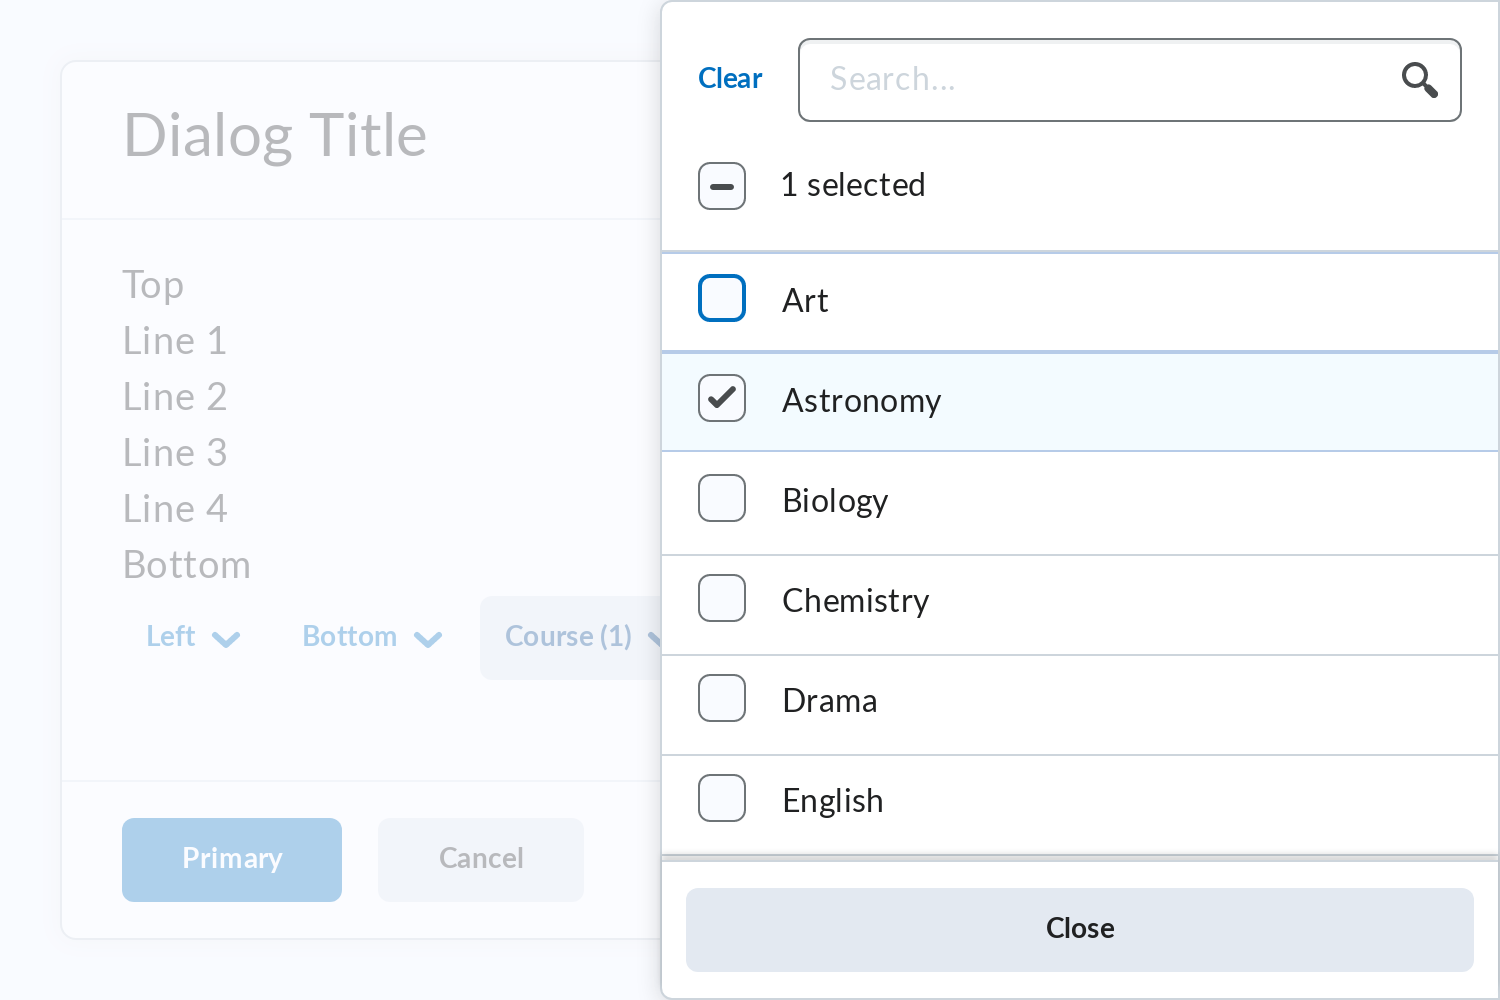 Dialog Title
Top
Line 1
Line 2
Line 3
Line 4
Bottom
Left
Bottom
Course (1)
Primary
Cancel
Clear
Search...
1 selected
Art
Astronomy
Biology
Chemistry
Drama
English
Close